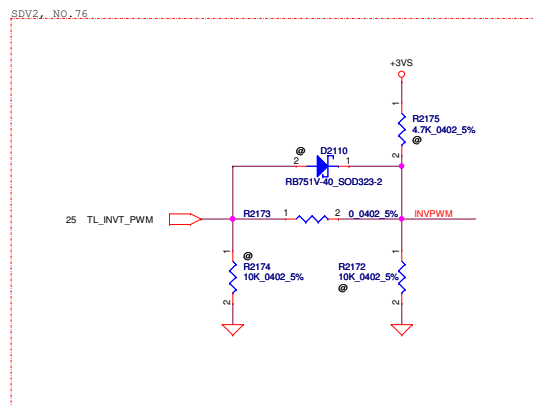 SDV2, NO.76
+3VS
1
R2175
4.7K_0402_5%
@
2
@
D2110
2
1
RB751V-40_SOD323-2
25 TL_INVT_PWM
R2173
1
2
0_0402_5%
INVPWM
1
@
R2174
10K_0402_5%
2
1
R2172
10K_0402_5%
@
2